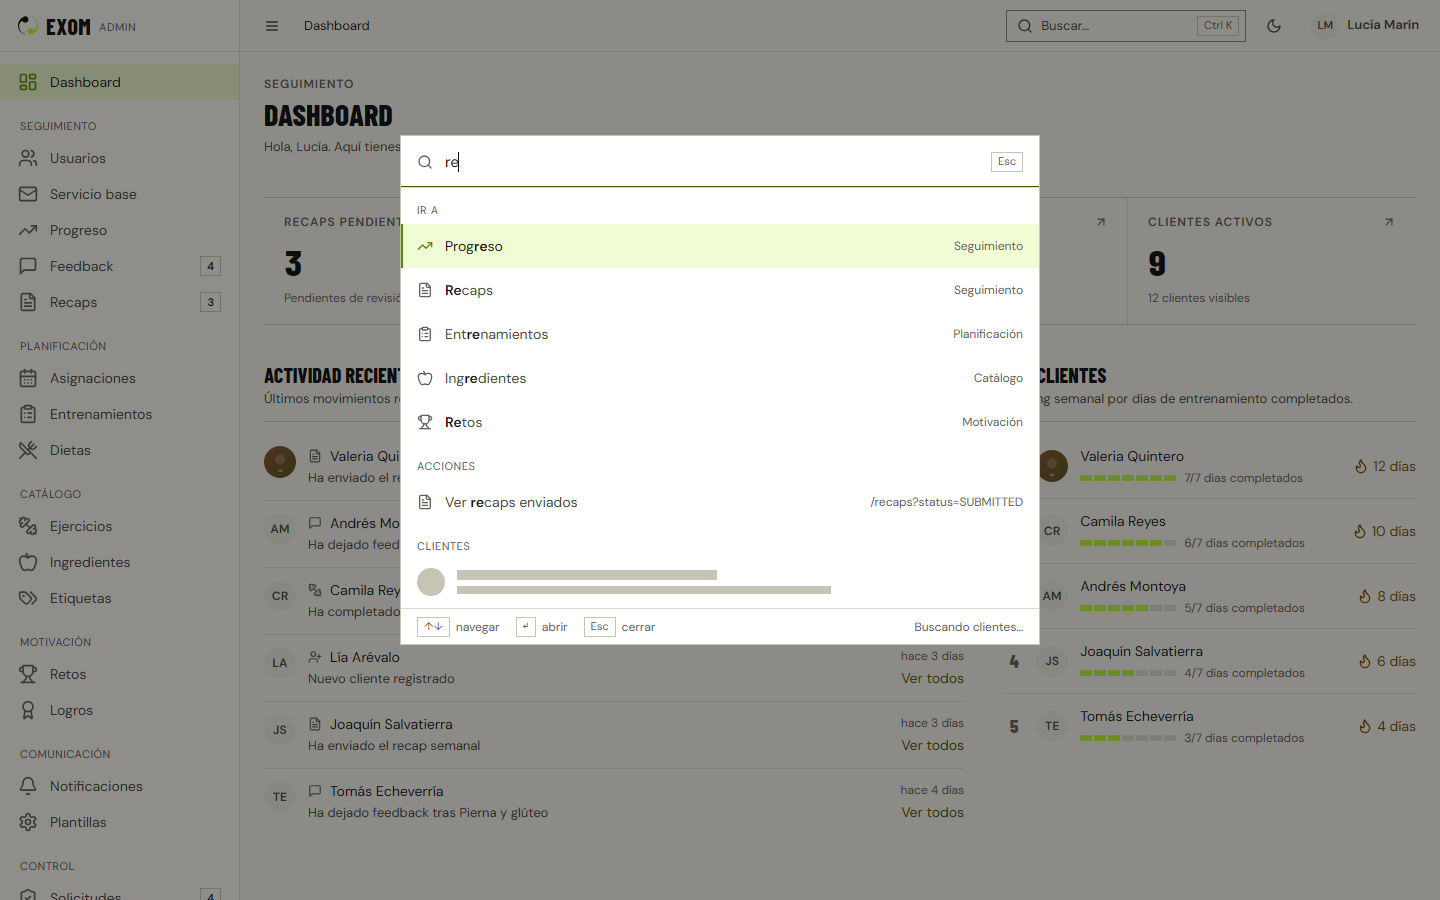 EXOM ADMIN
Dashboard
Buscar...
Ctrl K
LM
Lucía Marín
Dashboard
SEGUIMIENTO
Usuarios
Servicio base
Progreso
Feedback 4
Recaps 3
PLANIFICACIÓN
Asignaciones
Entrenamientos
Dietas
CATÁLOGO
Ejercicios
Ingredientes
Etiquetas
MOTIVACIÓN
Retos
Logros
COMUNICACIÓN
Notificaciones
Plantillas
CONTROL
Solicitudes 4
SEGUIMIENTO
DASHBOARD
Hola, Lucía. Aquí tienes
RECAPS PENDIENT
3
Pendientes de revisió
CLIENTES ACTIVOS
9
12 clientes visibles
re
Esc
IR A
Progreso Seguimiento
Recaps Seguimiento
Entrenamientos Planificación
Ingredientes Catálogo
Retos Motivación
ACCIONES
Ver recaps enviados /recaps?status=SUBMITTED
CLIENTES
navegar
abrir
Esc cerrar
Buscando clientes...
ACTIVIDAD RECIENT
Últimos movimientos r
Valeria Qui
Ha enviado el re
AM
Andrés Mo
Ha dejado feed
CR
Camila Rey
Ha completado
LA
Lía Arévalo
Nuevo cliente registrado
hace 3 días
Ver todos
JS
Joaquín Salvatierra
Ha enviado el recap semanal
hace 3 días
Ver todos
TE
Tomás Echeverría
Ha dejado feedback tras Pierna y glúteo
hace 4 días
Ver todos
CLIENTES
ng semanal por días de entrenamiento completados.
Valeria Quintero
7/7 días completados
12 días
CR
Camila Reyes
6/7 días completados
10 días
AM
Andrés Montoya
5/7 días completados
8 días
4
JS
Joaquín Salvatierra
4/7 días completados
6 días
5
TE
Tomás Echeverría
3/7 días completados
4 días